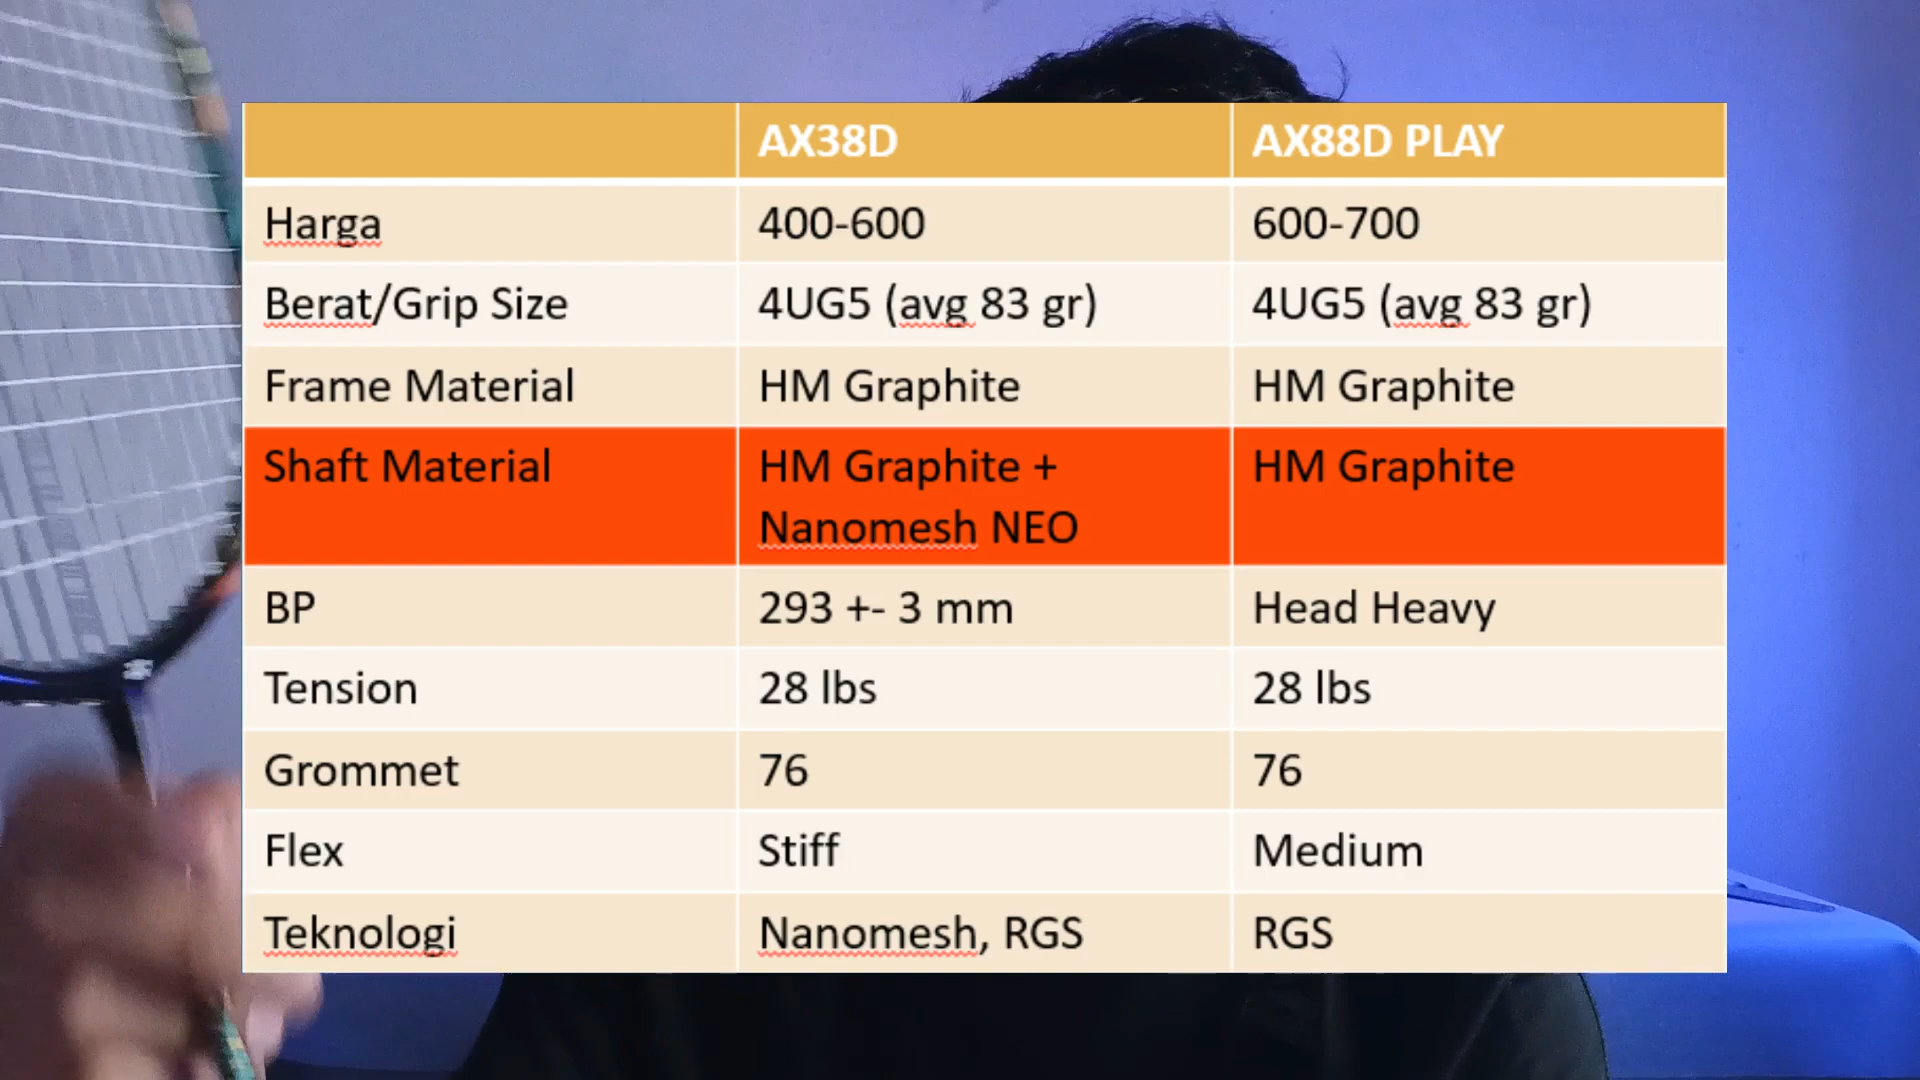 AX38D AX88D PLAY
Harga 400-600 600-700
Berat/Grip Size 4UG5 (avg 83 gr) 4UG5 (avg 83 gr)
Frame Material HM Graphite HM Graphite
Shaft Material HM Graphite + HM Graphite
Nanomesh NEO
BP 293 +- 3 mm Head Heavy
Tension 28 lbs 28 lbs
Grommet 76 76
Flex Stiff Medium
Teknologi Nanomesh, RGS RGS